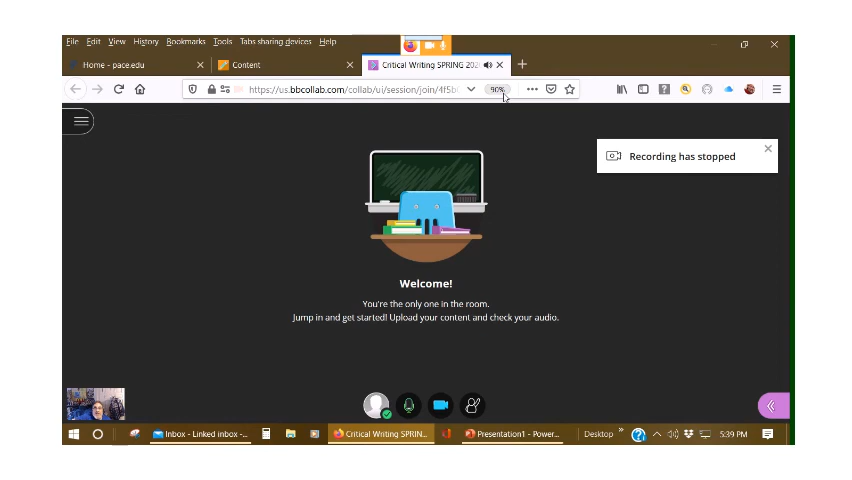 File Edit View History Bookmarks Tools Tabs sharing devices Help
Home - pace.edu
Content
Critical Writing SPRING 202
https://us.bbcollab.com/collab/ui/session/join/4f5b
90%
Recording has stopped
Welcome!
You're the only one in the room.
Jump in and get started! Upload your content and check your audio.
Inbox - Linked inbox -...
Critical Writing SPRIN...
Presentation1 - Power...
Desktop
5:39 PM